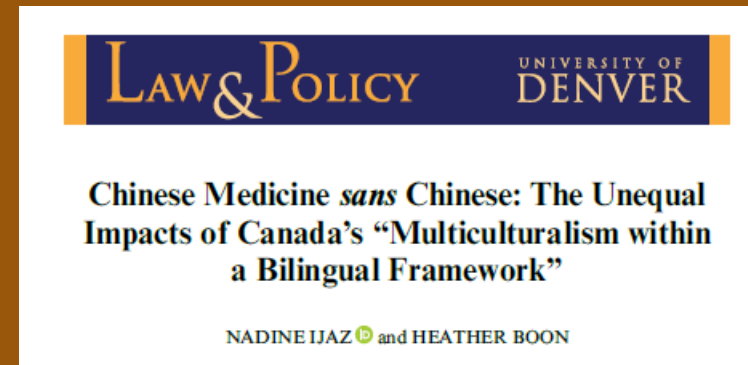 LAW & POLICY
UNIVERSITY OF
DENVER
Chinese Medicine sans Chinese: The Unequal
Impacts of Canada's “Multiculturalism within
a Bilingual Framework”
NADINE IJAZ iD and HEATHER BOON